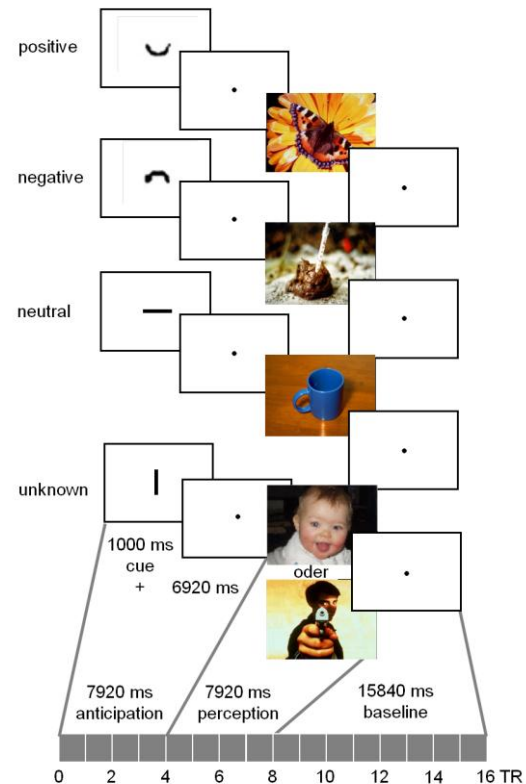 positive
negative
neutral
unknown
1000 ms
cue
+ 6920 ms
oder
7920 ms
anticipation
7920 ms
perception
15840 ms
baseline
0 2 4 6 8 10 12 14 16 TR